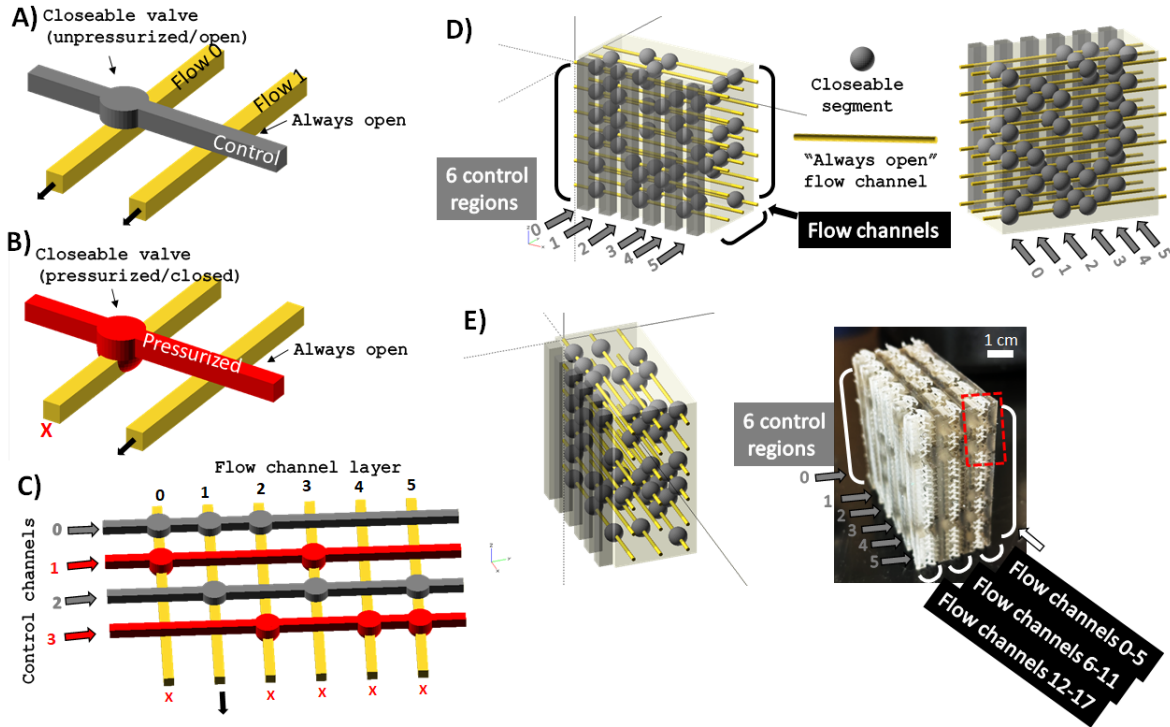 A)
Closeable valve
(unpressurized/open)
Flow 0
Flow 1
Always open
Control
B)
Closeable valve
(pressurized/closed)
Pressurized
Always open
X
C)
Flow channel layer
0 1 2 3 4 5
Control channels
0
1
2
3
X X X X X
D)
6 control
regions
0
1
2
3
4
5
Closeable
segment
"Always open"
flow channel
Flow channels
0
1
2
3
4
5
E)
6 control
regions
0
1
2
3
4
5
1 cm
Flow channels 0-5
Flow channels 6-11
Flow channels 12-17